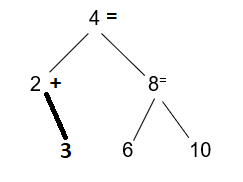 4 =
2 + 8 =
3 6 10